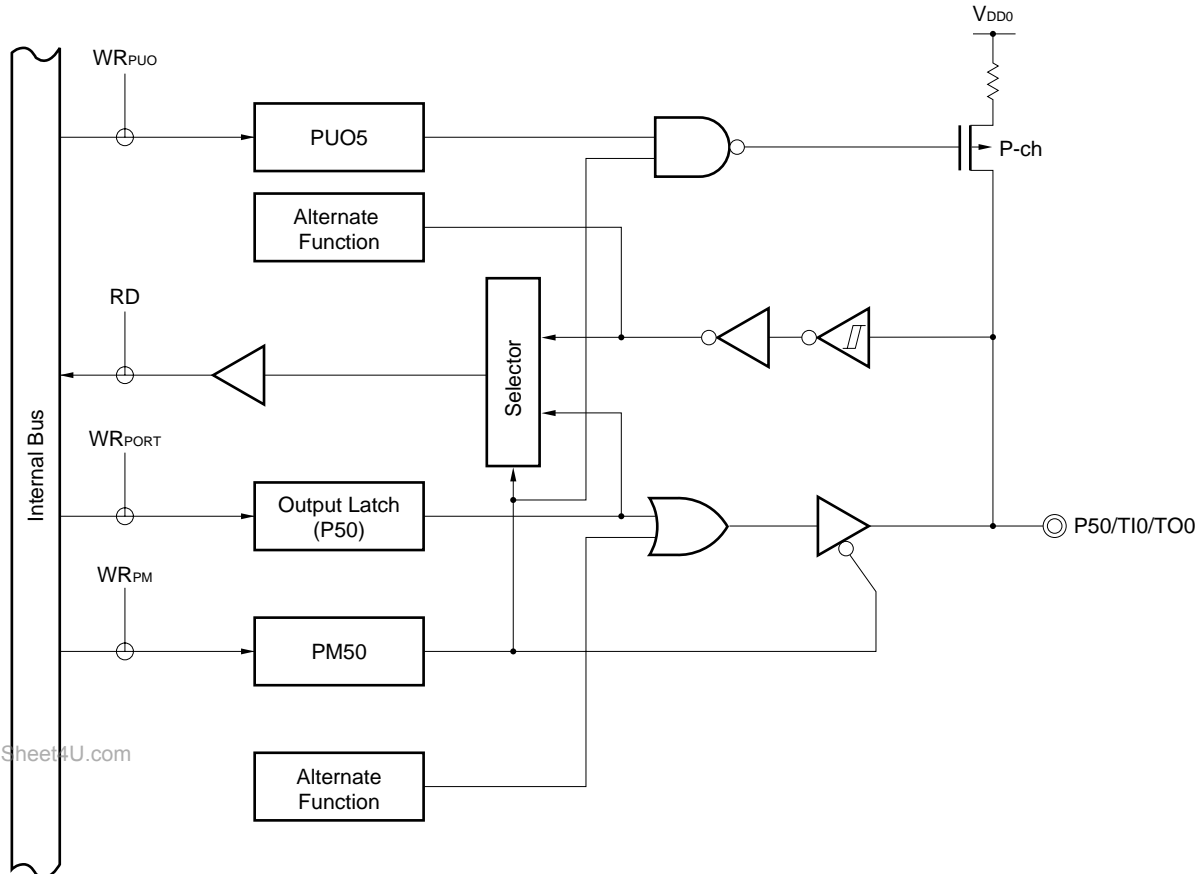 VDD0
WRPUO
PUO5
P-ch
Alternate
Function
RD
Selector
Internal Bus
WRPORT
Output Latch
(P50)
P50/TI0/TO0
WRPM
PM50
Sheet4U.com
Alternate
Function